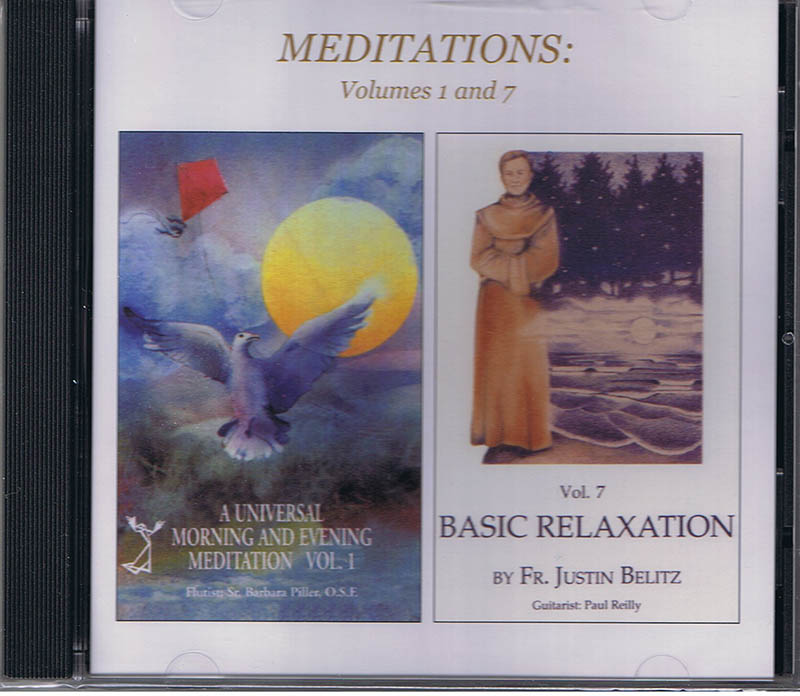 MEDITATIONS:
Volumes 1 and 7
A UNIVERSAL
MORNING AND EVENING
MEDITATION VOL. 1
Flutist: Sr. Barbara Piller, O.S.F.
Vol. 7
BASIC RELAXATION
BY FR. JUSTIN BELITZ
Guitarist: Paul Reilly